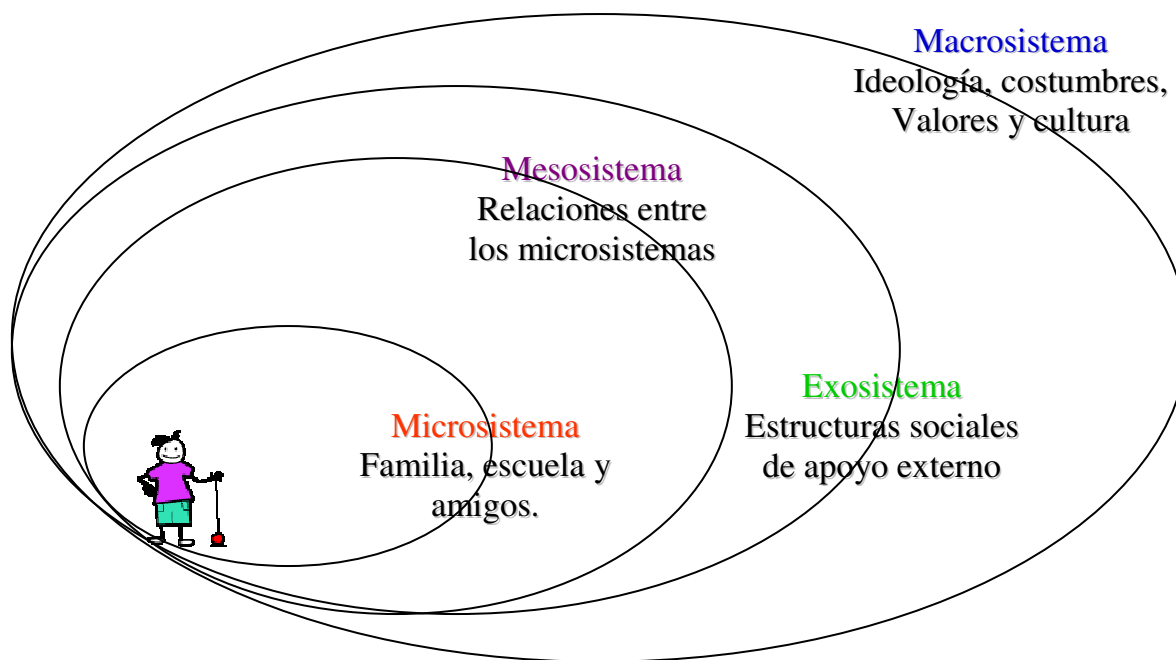 Macrosistema
Ideología, costumbres,
Valores y cultura
Mesosistema
Relaciones entre
los microsistemas
Exosistema
Estructuras sociales
de apoyo externo
Microsistema
Familia, escuela y
amigos.